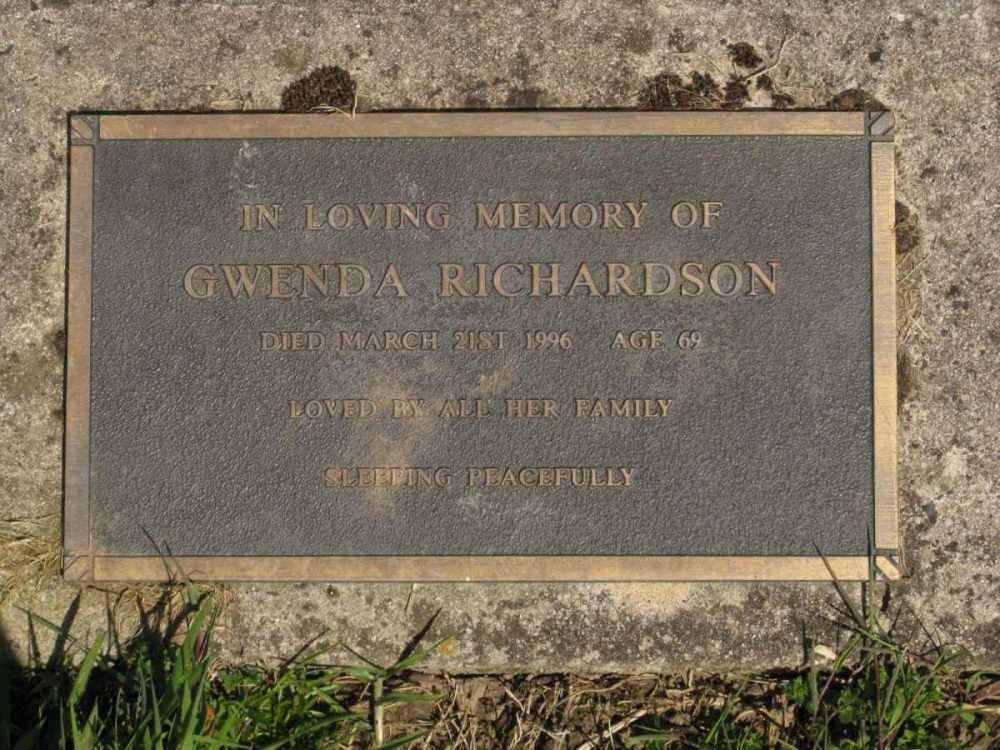 IN LOVING MEMORY OF
GWENDA RICHARDSON
DIED MARCH 21ST 1996 AGE 69
LOVED BY ALL HER FAMILY
SLEEPING PEACEFULLY